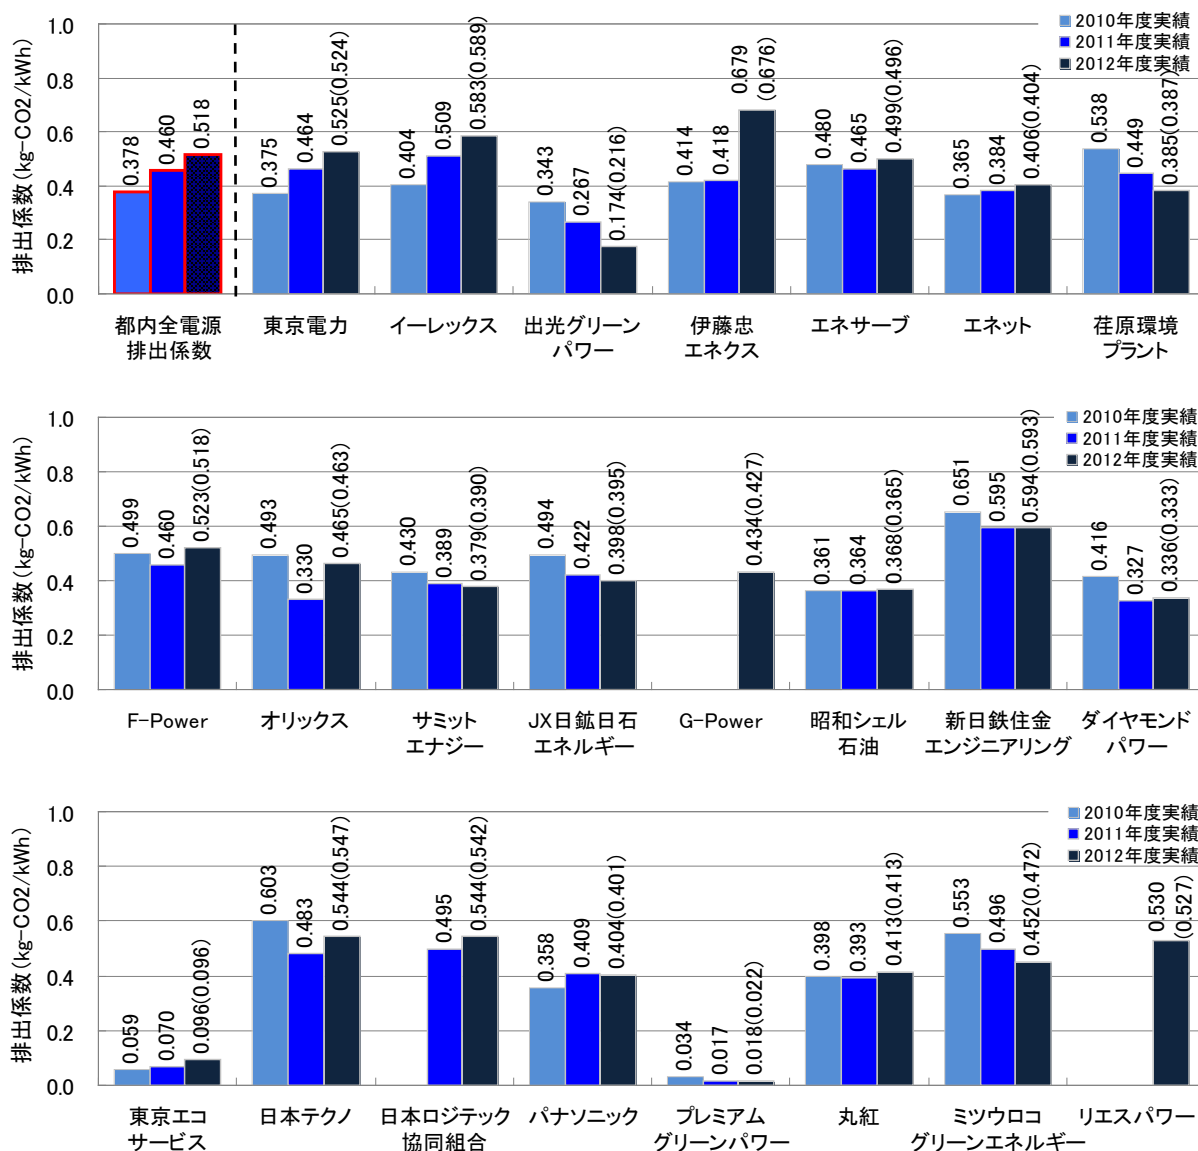 排出係数(kg-CO2/kWh)
1.0
0.8
0.6
0.4
0.2
0.0
2010年度実績
2011年度実績
2012年度実績
0.378
0.460
0.518
0.375
0.464
0.525(0.524)
0.404
0.509
0.583(0.589)
0.343
0.267
0.174(0.216)
0.414
0.418
0.679
(0.676)
0.480
0.465
0.499(0.496)
0.365
0.384
0.406(0.404)
0.538
0.449
0.385(0.387)
都内全電源
排出係数
東京電力
イーレックス
出光グリーン
パワー
伊藤忠
エネクス
エネサーブ
エネット
荏原環境
プラント
排出係数(kg-CO2/kWh)
1.0
0.8
0.6
0.4
0.2
0.0
2010年度実績
2011年度実績
2012年度実績
0.499
0.460
0.523(0.518)
0.493
0.330
0.465(0.463)
0.430
0.389
0.379(0.390)
0.494
0.422
0.398(0.395)
0.434(0.427)
0.361
0.364
0.368(0.365)
0.651
0.595
0.594(0.593)
0.416
0.327
0.336(0.333)
F-Power
オリックス
サミット
エナジー
JX日鉱日石
エネルギー
G-Power
昭和シェル
石油
新日鉄住金
エンジニアリング
ダイヤモンド
パワー
排出係数(kg-CO2/kWh)
1.0
0.8
0.6
0.4
0.2
0.0
2010年度実績
2011年度実績
2012年度実績
0.059
0.070
0.096(0.096)
0.603
0.483
0.544(0.547)
0.495
0.544(0.542)
0.358
0.409
0.404(0.401)
0.034
0.017
0.018(0.022)
0.398
0.393
0.413(0.413)
0.553
0.496
0.452(0.472)
0.530
(0.527)
東京エコ
サービス
日本テクノ
日本ロジテック
協同組合
パナソニック
プレミアム
グリーンパワー
丸紅
ミツウロコ
グリーンエネルギー
リエスパワー